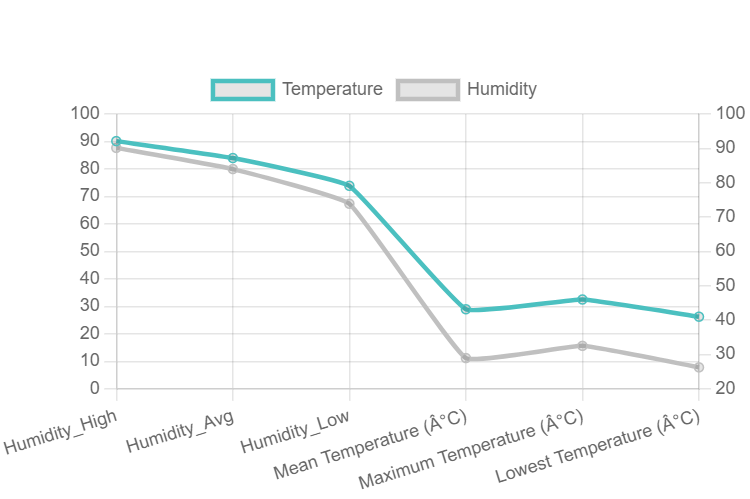 Temperature Humidity
100 100
90 90
80 80
70 70
60 60
50 50
40 40
30 30
20 20
10
0
Humidity_High
Humidity_Avg
Humidity_Low
Mean Temperature (Â°C)
Maximum Temperature (Â°C)
Lowest Temperature (Â°C)